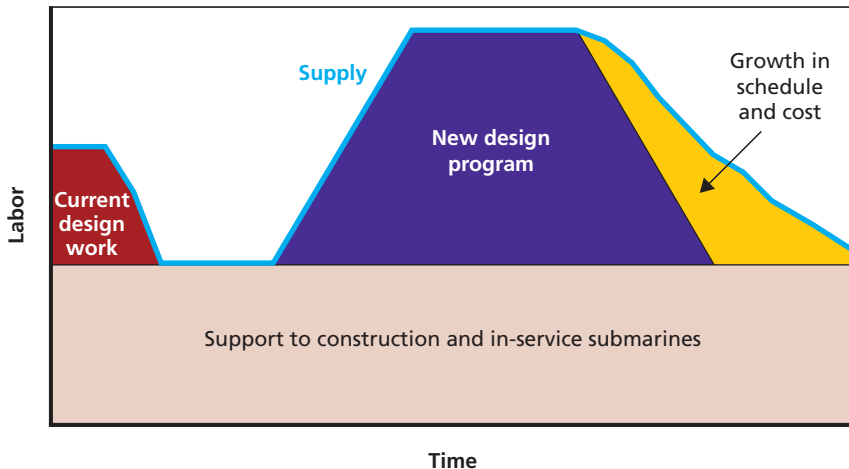 Labor
Supply
Growth in
schedule
and cost
New design
program
Current
design
work
Support to construction and in-service submarines
Time